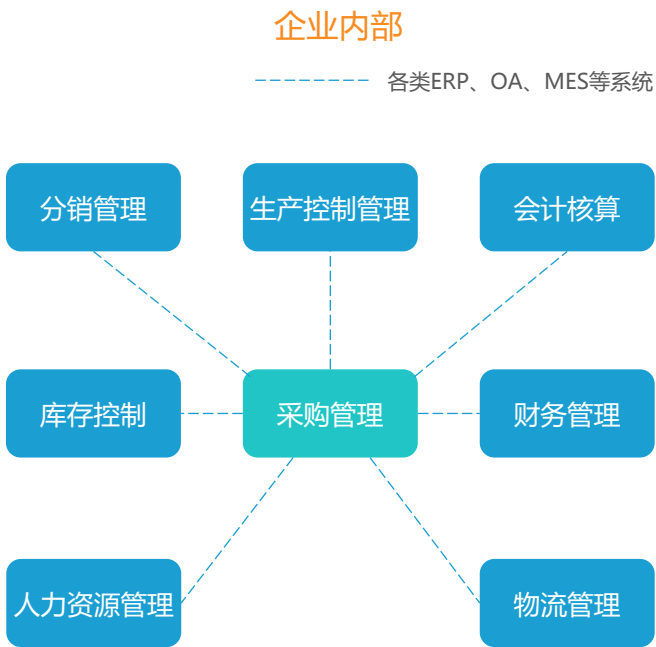 企业内部
各类ERP、OA、MES等系统
分销管理
生产控制管理
会计核算
库存控制
采购管理
财务管理
人力资源管理
物流管理